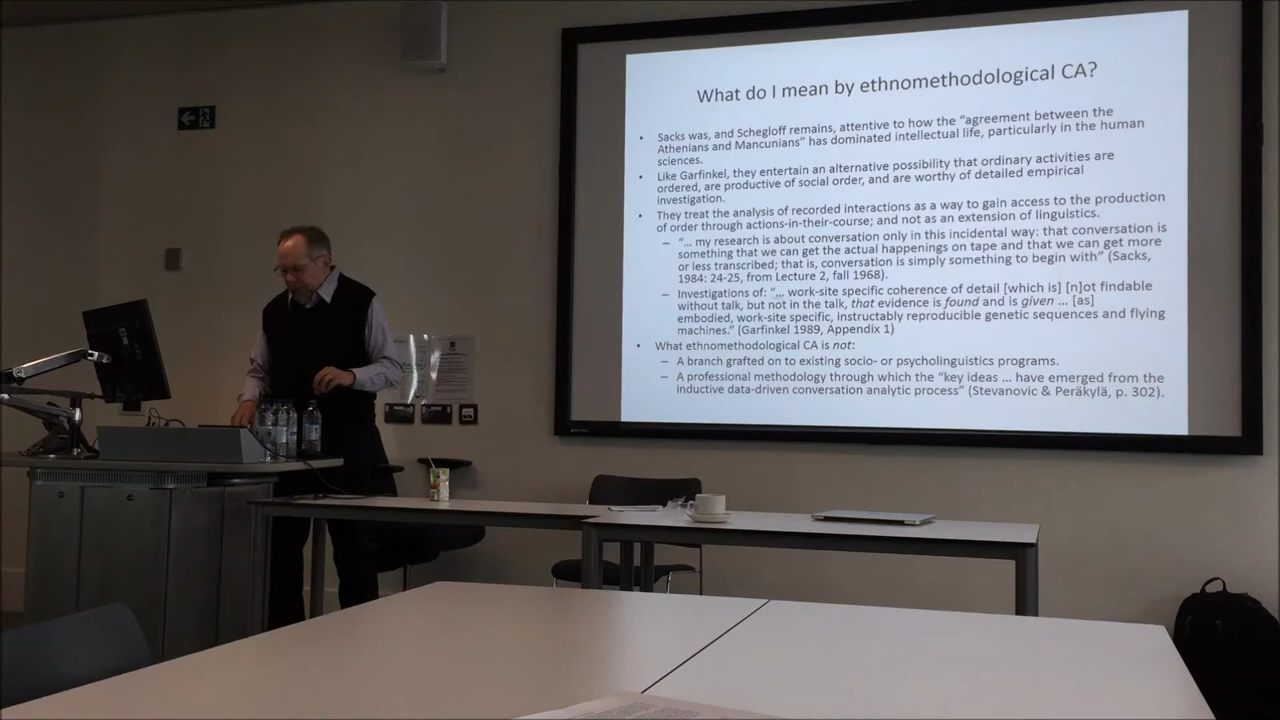 What do I mean by ethnomethodological CA?
• Sacks was, and Schegloff remains, attentive to how the “agreement between the
Athenians and Mancunians” has dominated intellectual life, particularly in the human
sciences.
• Like Garfinkel, they entertain an alternative possibility that ordinary activities are
ordered, are productive of social order, and are worthy of detailed empirical
investigation.
• They treat the analysis of recorded interactions as a way to gain access to the production
of order through actions-in-their-course; and not as an extension of linguistics.
– “… my research is about conversation only in this incidental way: that conversation is
something that we can get the actual happenings on tape and that we can get more
or less transcribed; that is, conversation is simply something to begin with” (Sacks,
1984: 24-25, from Lecture 2, fall 1968).
– Investigations of: “… work-site specific coherence of detail [which is] [n]ot findable
without talk, but not in the talk, that evidence is found and is given … [as]
embodied, work-site specific, instructably reproducible genetic sequences and flying
machines.” (Garfinkel 1989, Appendix 1)
• What ethnomethodological CA is not:
– A branch grafted on to existing socio- or psycholinguistics programs.
– A professional methodology through which the “key ideas … have emerged from the
inductive data-driven conversation analytic process” (Stevanovic & Peräkylä, p. 302).